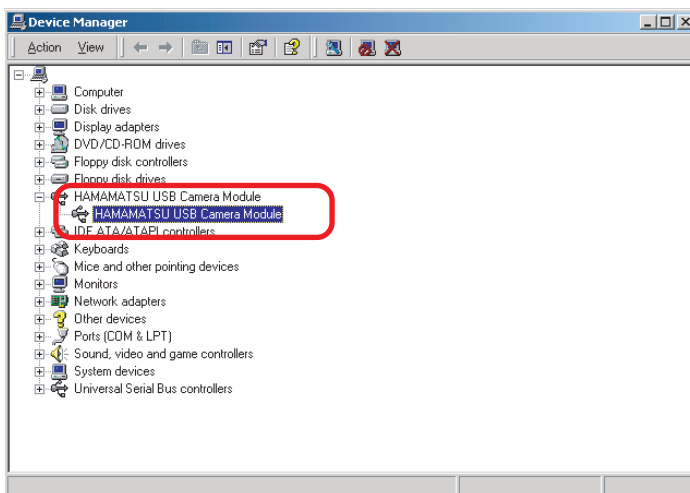 Device Manager
Action View
Computer
Disk drives
Display adapters
DVD/CD-ROM drives
Floppy disk controllers
Floppy disk drives
HAMAMATSU USB Camera Module
HAMAMATSU USB Camera Module
IDE ATA/ATAPI controllers
Keyboards
Mice and other pointing devices
Monitors
Network adapters
Other devices
Ports (COM & LPT)
Sound, video and game controllers
System devices
Universal Serial Bus controllers